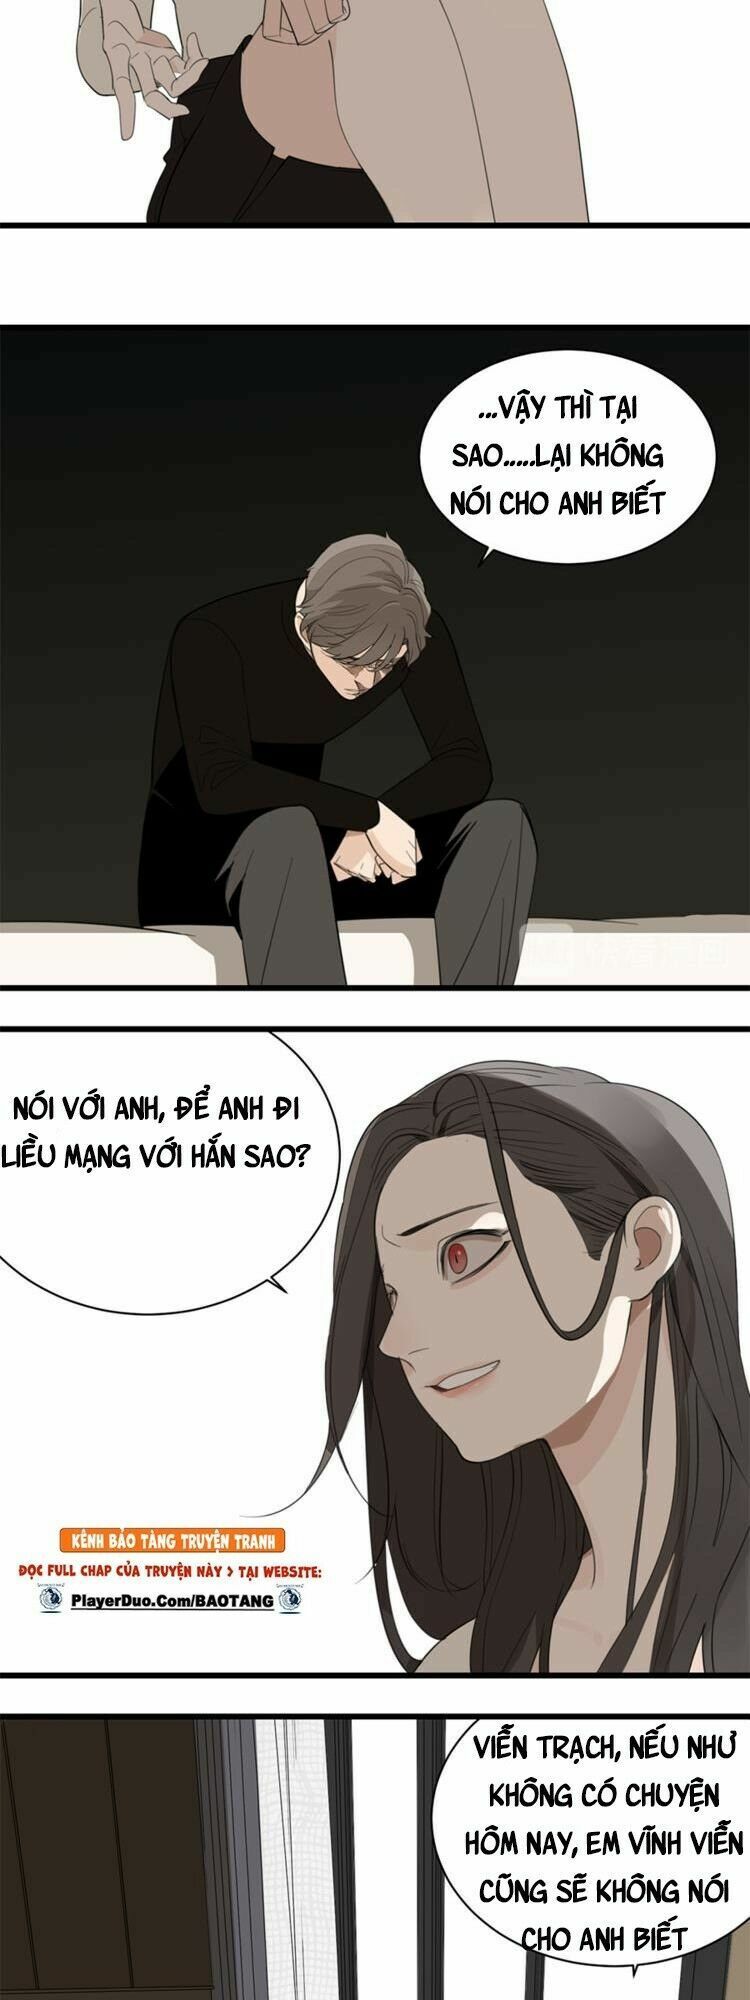 ...VẬY THÌ TẠI
SAO.....LẠI KHÔNG
NÓI CHO ANH BIẾT
NÓI VỚI ANH, ĐỂ ANH ĐI
LIỀU MẠNG VỚI HẮN SAO?
KÊNH BẢO TÀNG TRUYỆN TRANH
ĐỌC FULL CHAP CỦA TRUYỆN NÀY > TẠI WEBSITE:
PlayerDuo.Com/BAOTANG
VIỄN TRẠCH, NẾU NHƯ
KHÔNG CÓ CHUYỆN
HÔM NAY, EM VĨNH VIỄN
CŨNG SẼ KHÔNG NÓI
CHO ANH BIẾT